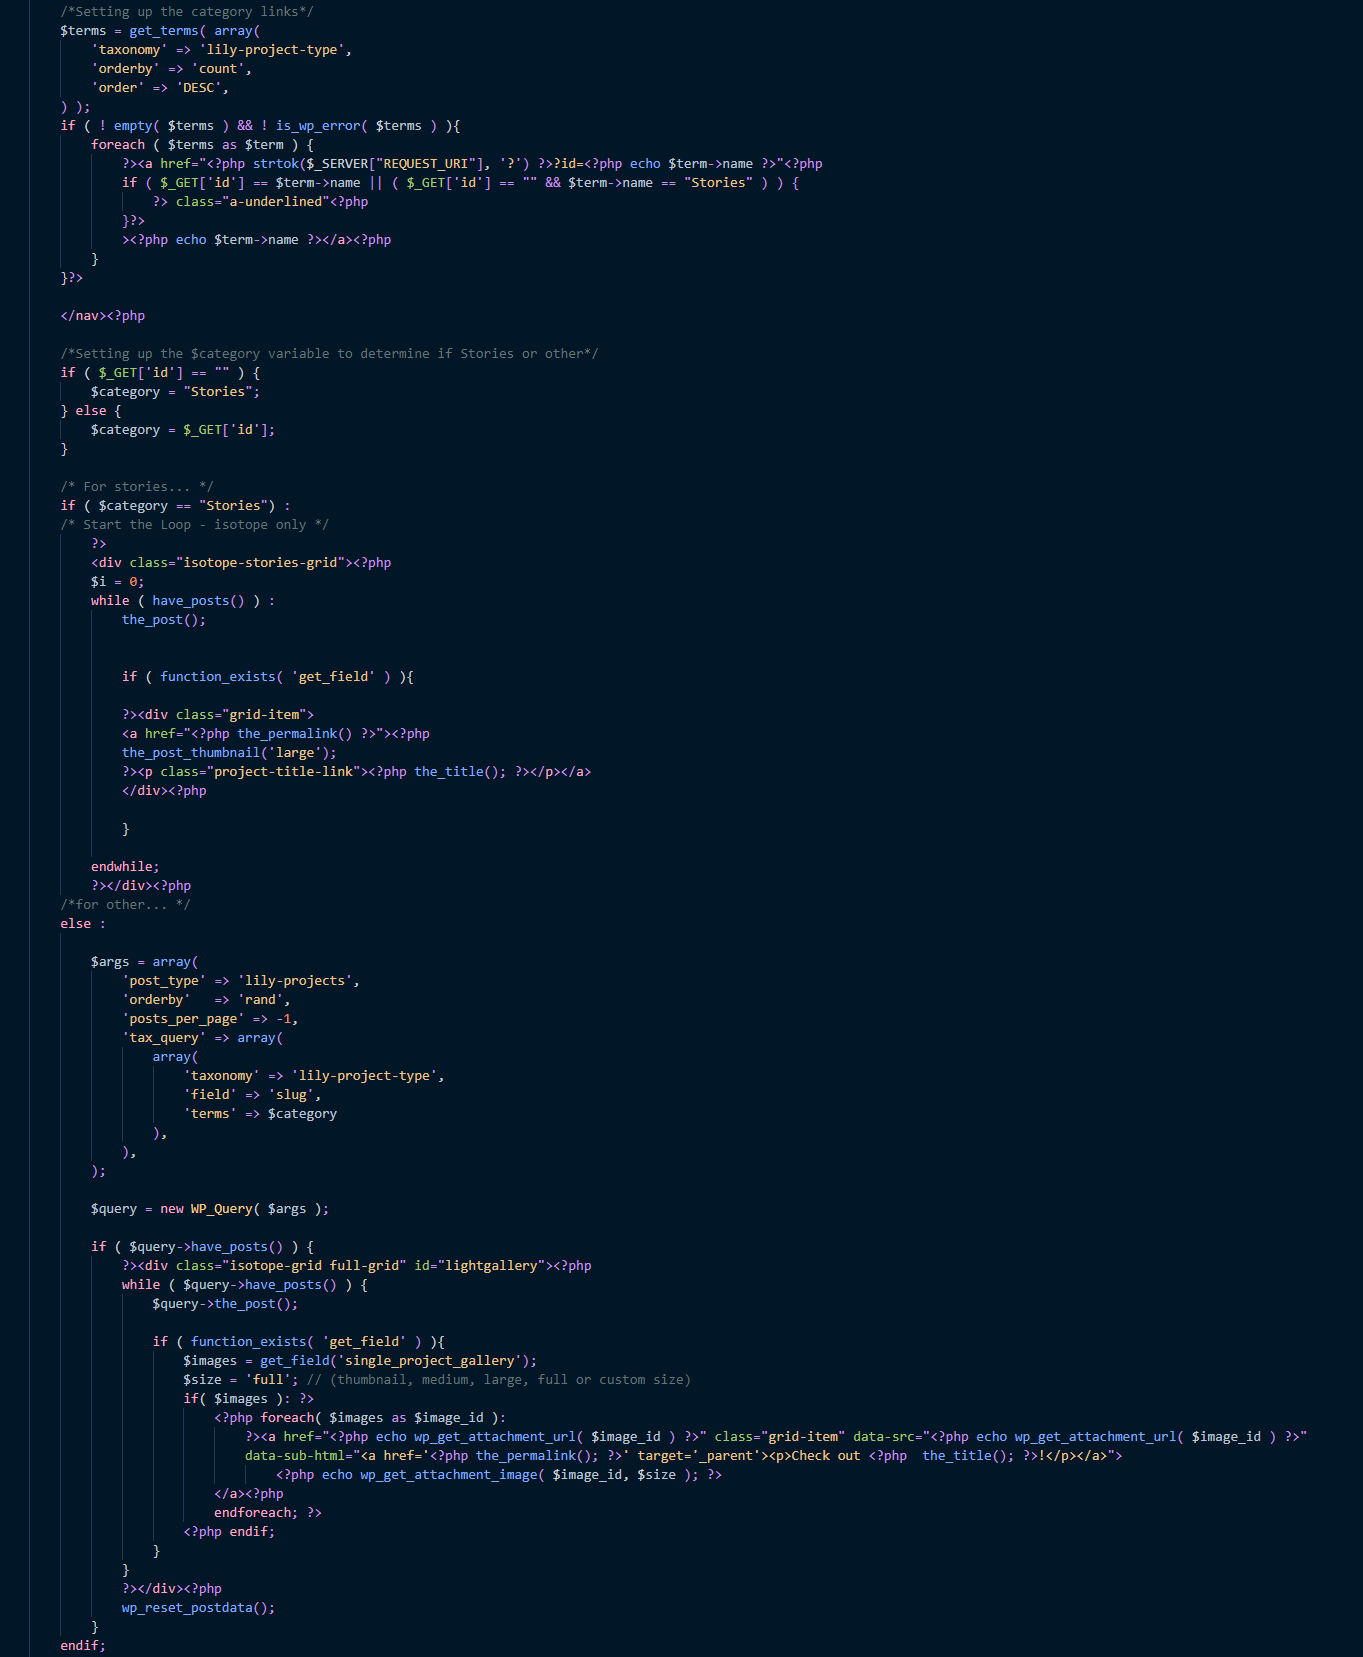 /*Setting up the category links*/
$terms = get_terms( array(
'taxonomy' => 'lily-project-type',
'orderby' => 'count',
'order' => 'DESC',
) );
if ( ! empty( $terms ) && ! is_wp_error( $terms ) ){
foreach ( $terms as $term ) {
?><a href="<?php strtok($_SERVER["REQUEST_URI"], '?') ?>?id=<?php echo $term->name ?>"<?php
if ( $_GET['id'] == $term->name || ( $_GET['id'] == "" && $term->name == "Stories" ) ) {
?> class="a-underlined"<?php
}?>
><?php echo $term->name ?></a><?php
}
}?>
</nav><?php
/*Setting up the $category variable to determine if Stories or other*/
if ( $_GET['id'] == "" ) {
$category = "Stories";
} else {
$category = $_GET['id'];
}
/* For stories... */
if ( $category == "Stories") :
/* Start the Loop - isotope only */
?>
<div class="isotope-stories-grid"><?php
$i = 0;
while ( have_posts() ) :
the_post();
if ( function_exists( 'get_field' ) ){
?><div class="grid-item">
<a href="<?php the_permalink() ?>"><?php
the_post_thumbnail('large');
?><p class="project-title-link"><?php the_title(); ?></p></a>
</div><?php
}
endwhile;
?></div><?php
/*for other... */
else :
$args = array(
'post_type' => 'lily-projects',
'orderby'   => 'rand',
'posts_per_page' => -1,
'tax_query' => array(
array(
'taxonomy' => 'lily-project-type',
'field' => 'slug',
'terms' => $category
),
),
);
$query = new WP_Query( $args );
if ( $query->have_posts() ) {
?><div class="isotope-grid full-grid" id="lightgallery"><?php
while ( $query->have_posts() ) {
$query->the_post();
if ( function_exists( 'get_field' ) ){
$images = get_field('single_project_gallery');
$size = 'full'; // (thumbnail, medium, large, full or custom size)
if( $images ): ?>
<?php foreach( $images as $image_id ):
?><a href="<?php echo wp_get_attachment_url( $image_id ) ?>" class="grid-item" data-src="<?php echo wp_get_attachment_url( $image_id ) ?>"
data-sub-html="<a href='<?php the_permalink(); ?>' target='_parent'><p>Check out <?php  the_title(); ?>!</p></a>">
<?php echo wp_get_attachment_image( $image_id, $size ); ?>
</a><?php
endforeach; ?>
<?php endif;
}
}
?></div><?php
wp_reset_postdata();
}
endif;